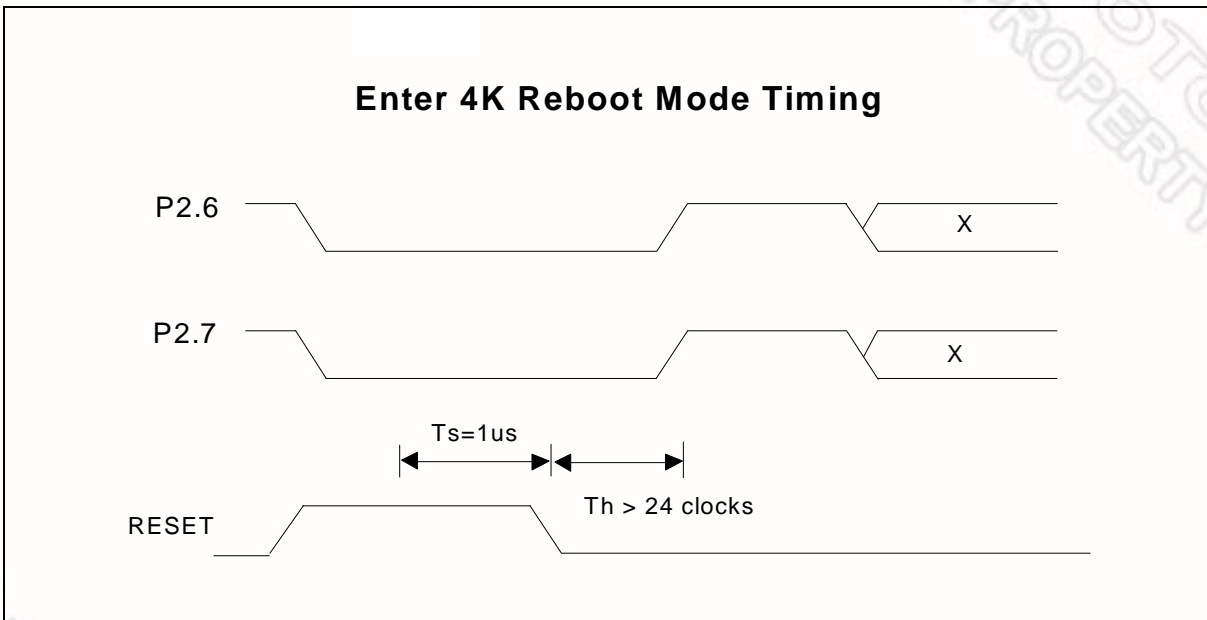 Enter 4K Reboot Mode Timing
P2.6
X
P2.7
X
Ts=1us
Th > 24 clocks
RESET